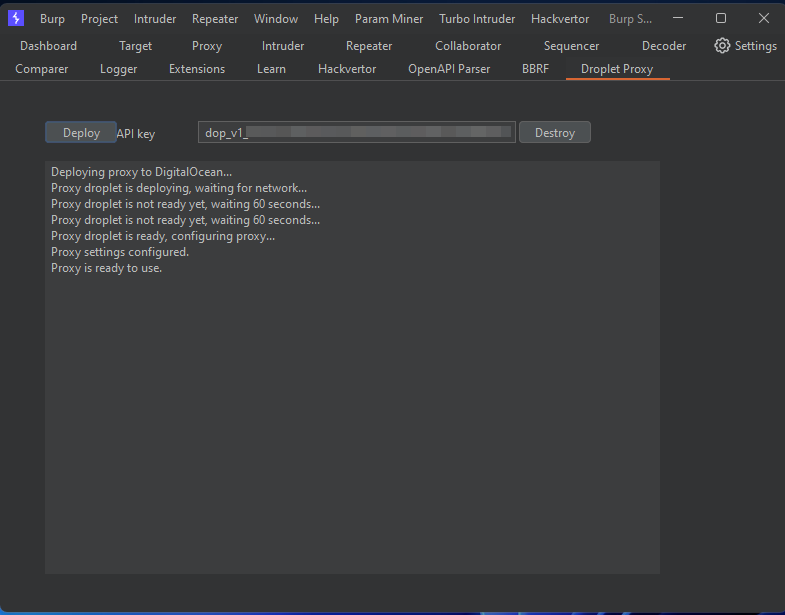 Burp Project Intruder Repeater Window Help Param Miner Turbo Intruder Hackvertor Burp S...
Dashboard Target Proxy Intruder Repeater Collaborator Sequencer Decoder Settings
Comparer Logger Extensions Learn Hackvertor OpenAPI Parser BBRF Droplet Proxy
Deploy API key dop_v1_ Destroy
Deploying proxy to DigitalOcean...
Proxy droplet is deploying, waiting for network...
Proxy droplet is not ready yet, waiting 60 seconds...
Proxy droplet is not ready yet, waiting 60 seconds...
Proxy droplet is ready, configuring proxy...
Proxy settings configured.
Proxy is ready to use.